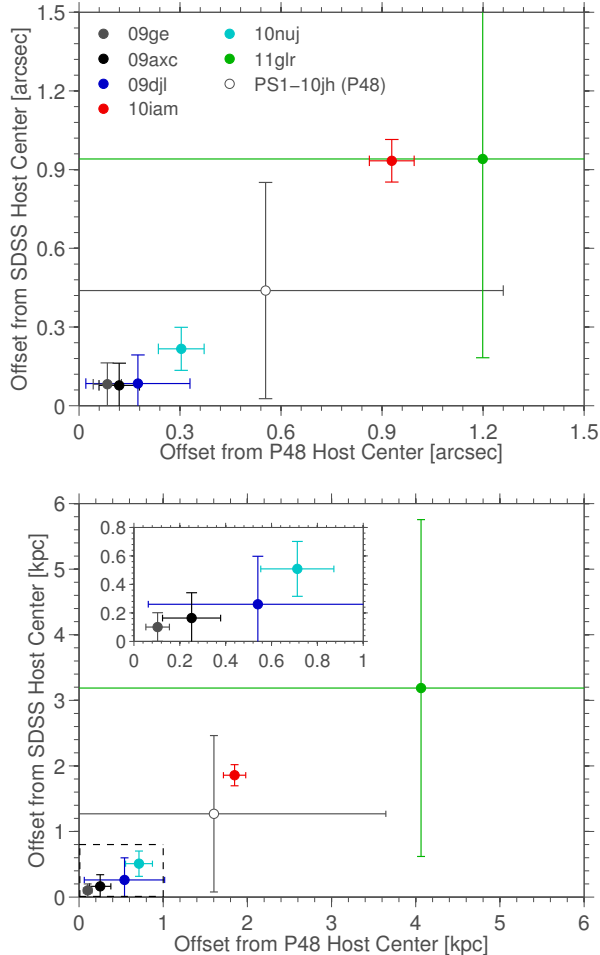 1.5
1.2
0.9
0.6
0.3
0
Offset from SDSS Host Center [arcsec]
09ge
09axc
09djl
10iam
10nuj
11glr
PS1−10jh (P48)
0 0.3 0.6 0.9 1.2 1.5
Offset from P48 Host Center [arcsec]
6
5
4
3
2
1
0
Offset from SDSS Host Center [kpc]
0.8
0.6
0.4
0.2
0
0 0.2 0.4 0.6 0.8 1
0 1 2 3 4 5 6
Offset from P48 Host Center [kpc]